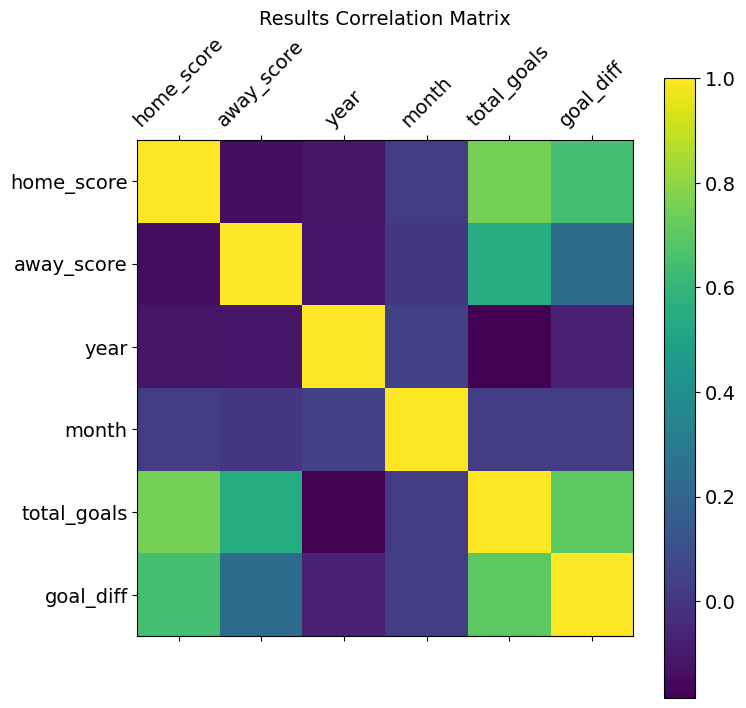 Results Correlation Matrix
home_score
away_score
year
month
total_goals
goal_diff
home_score
away_score
year
month
total_goals
goal_diff
1.0
0.8
0.6
0.4
0.2
0.0